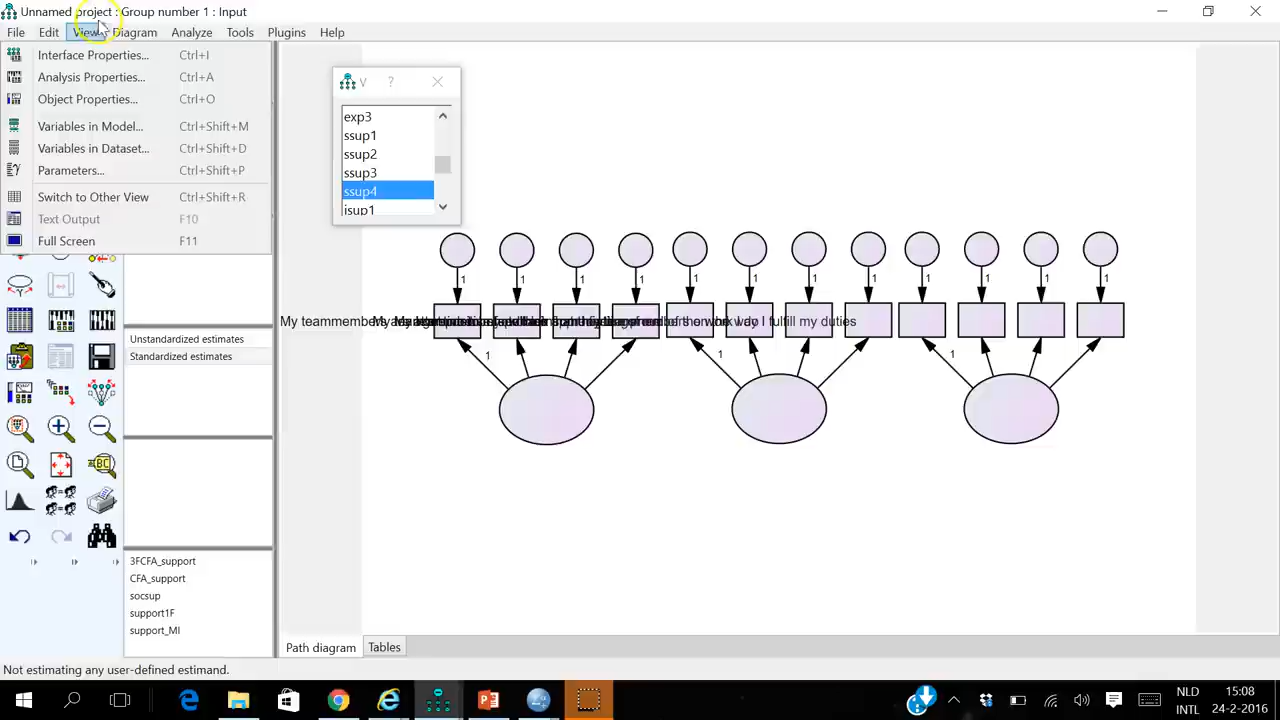 Unnamed project : Group number 1 : Input
File Edit View Diagram Analyze Tools Plugins Help
Interface Properties... Ctrl+I
Analysis Properties... Ctrl+A
Object Properties... Ctrl+O
Variables in Model... Ctrl+Shift+M
Variables in Dataset... Ctrl+Shift+D
Parameters... Ctrl+Shift+P
Switch to Other View Ctrl+Shift+R
Text Output F10
Full Screen F11
V ?
exp3
ssup1
ssup2
ssup3
ssup4
isup1
1 1 1 1 1 1 1 1 1 1 1 1
My teammember
do I fulfill my duties
1 1 1
Unstandardized estimates
Standardized estimates
ABC
3FCFA_support
CFA_support
socsup
support1F
support_MI
Path diagram Tables
Not estimating any user-defined estimand.
NLD 15:08
INTL 24-2-2016